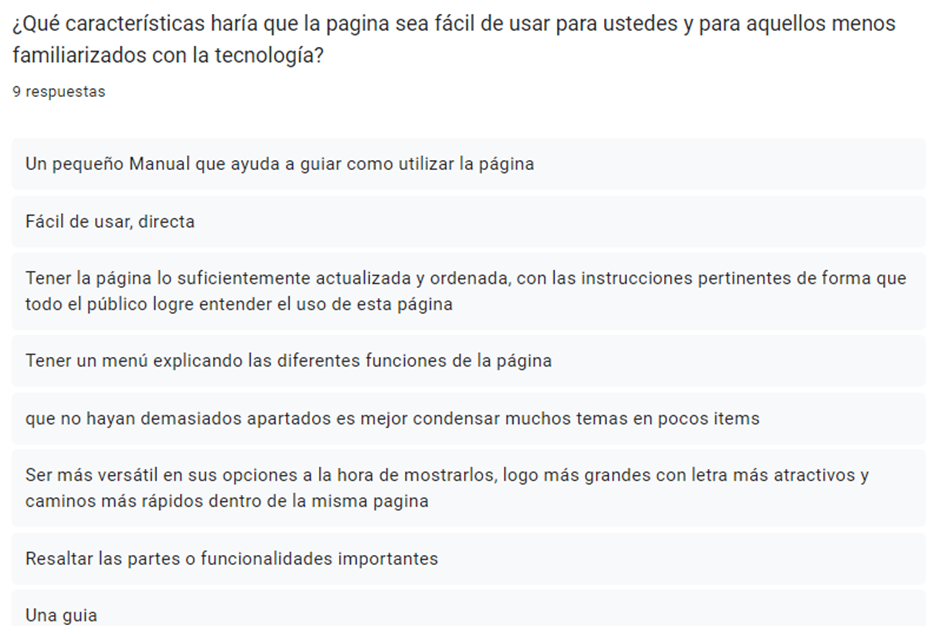 ¿Qué características haría que la pagina sea fácil de usar para ustedes y para aquellos menos
familiarizados con la tecnología?
9 respuestas
Un pequeño Manual que ayuda a guiar como utilizar la página
Fácil de usar, directa
Tener la página lo suficientemente actualizada y ordenada, con las instrucciones pertinentes de forma que
todo el público logre entender el uso de esta página
Tener un menú explicando las diferentes funciones de la página
que no hayan demasiados apartados es mejor condensar muchos temas en pocos items
Ser más versátil en sus opciones a la hora de mostrarlos, logo más grandes con letra más atractivos y
caminos más rápidos dentro de la misma pagina
Resaltar las partes o funcionalidades importantes
Una guia